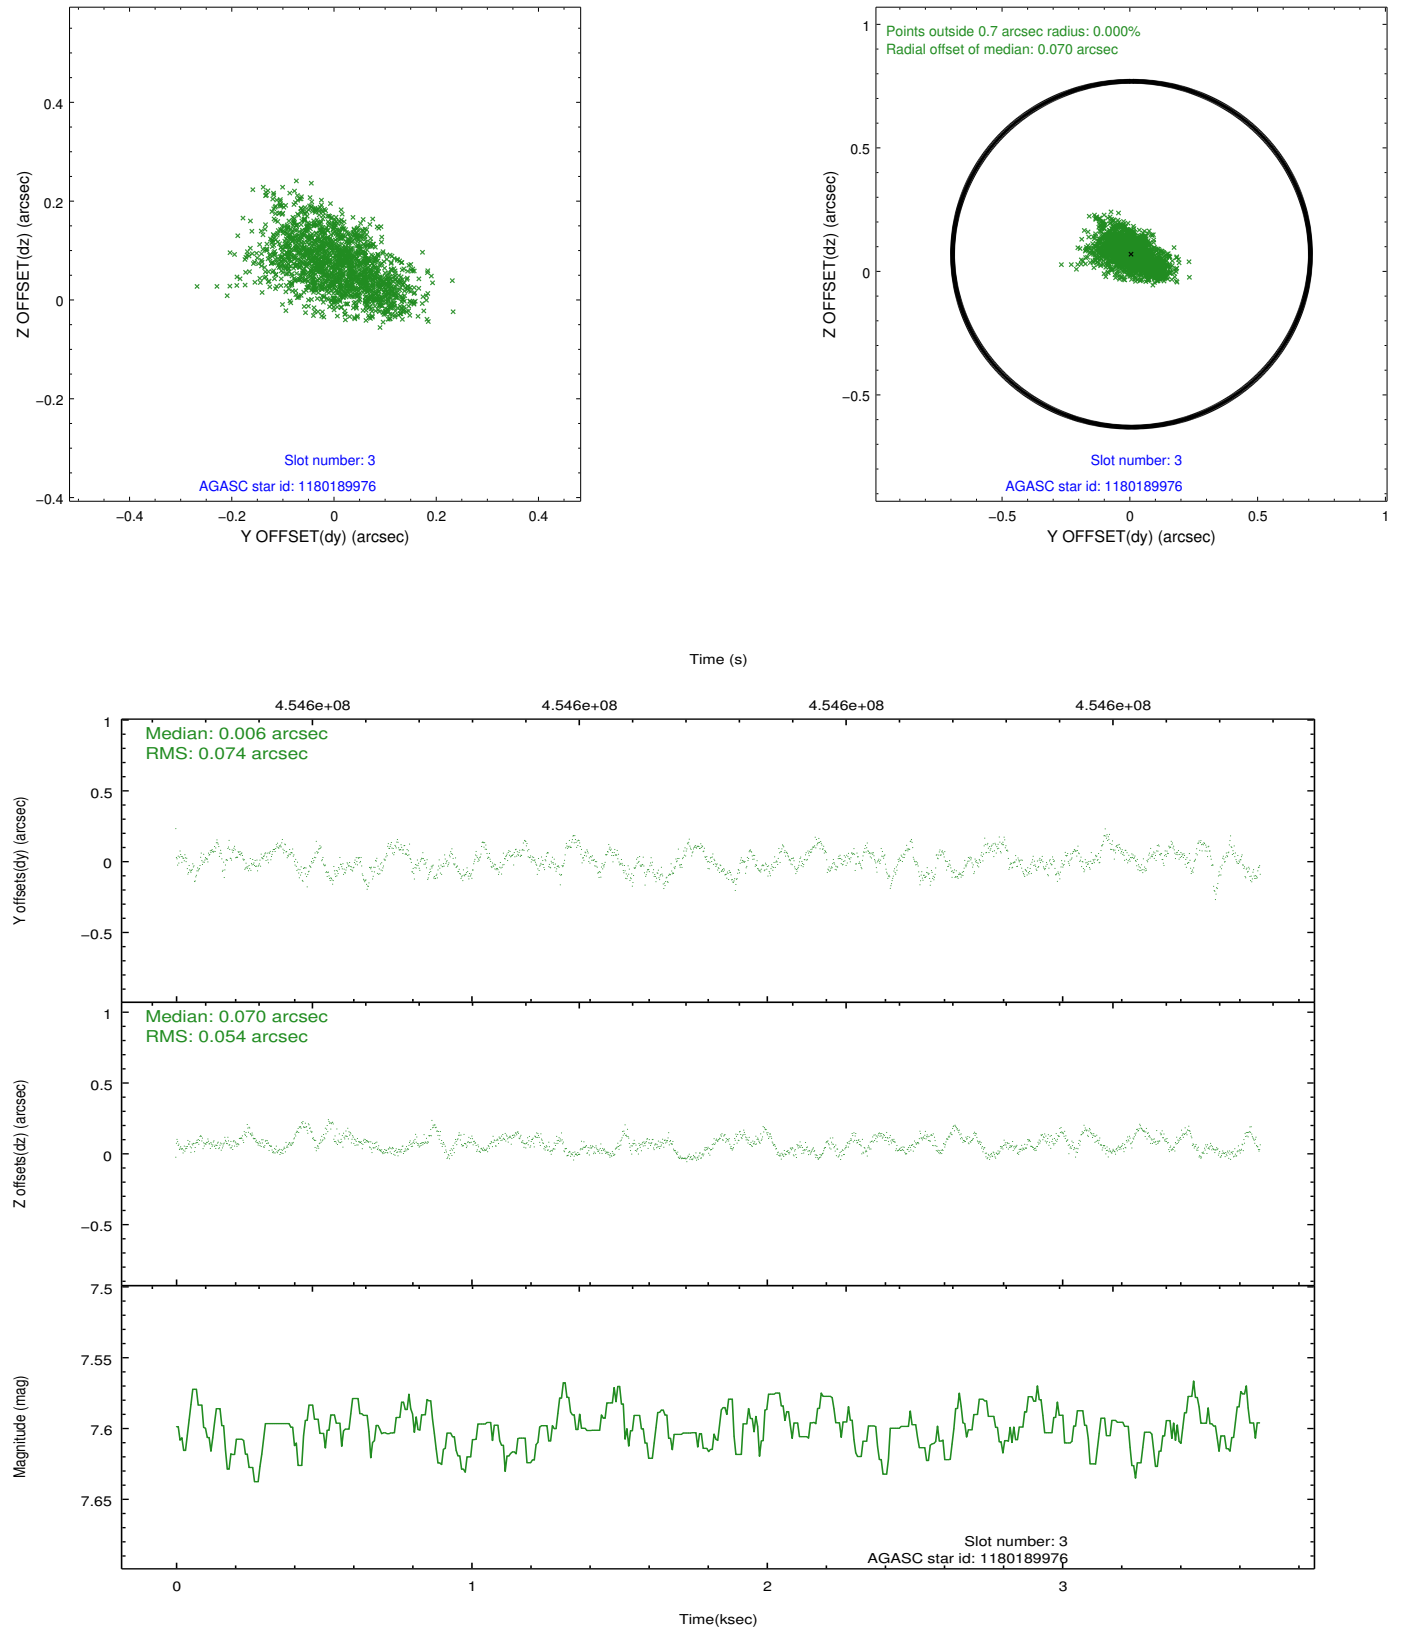 0.4
0.2
0
−0.2
−0.4
Z OFFSET(dz) (arcsec)
Slot number: 3
AGASC star id: 1180189976
−0.4 −0.2 0 0.2 0.4
Y OFFSET(dy) (arcsec)
Points outside 0.7 arcsec radius: 0.000%
Radial offset of median: 0.070 arcsec
1
0.5
0
−0.5
Z OFFSET(dz) (arcsec)
Slot number: 3
AGASC star id: 1180189976
−0.5 0 0.5 1
Y OFFSET(dy) (arcsec)
Time (s)
4.546e+08 4.546e+08 4.546e+08 4.546e+08
Median: 0.006 arcsec
RMS: 0.074 arcsec
1
0.5
0
−0.5
Y offsets(dy) (arcsec)
Median: 0.070 arcsec
RMS: 0.054 arcsec
1
0.5
0
−0.5
Z offsets(dz) (arcsec)
7.5
7.55
7.6
7.65
Magnitude (mag)
Slot number: 3
AGASC star id: 1180189976
0 1 2 3
Time(ksec)